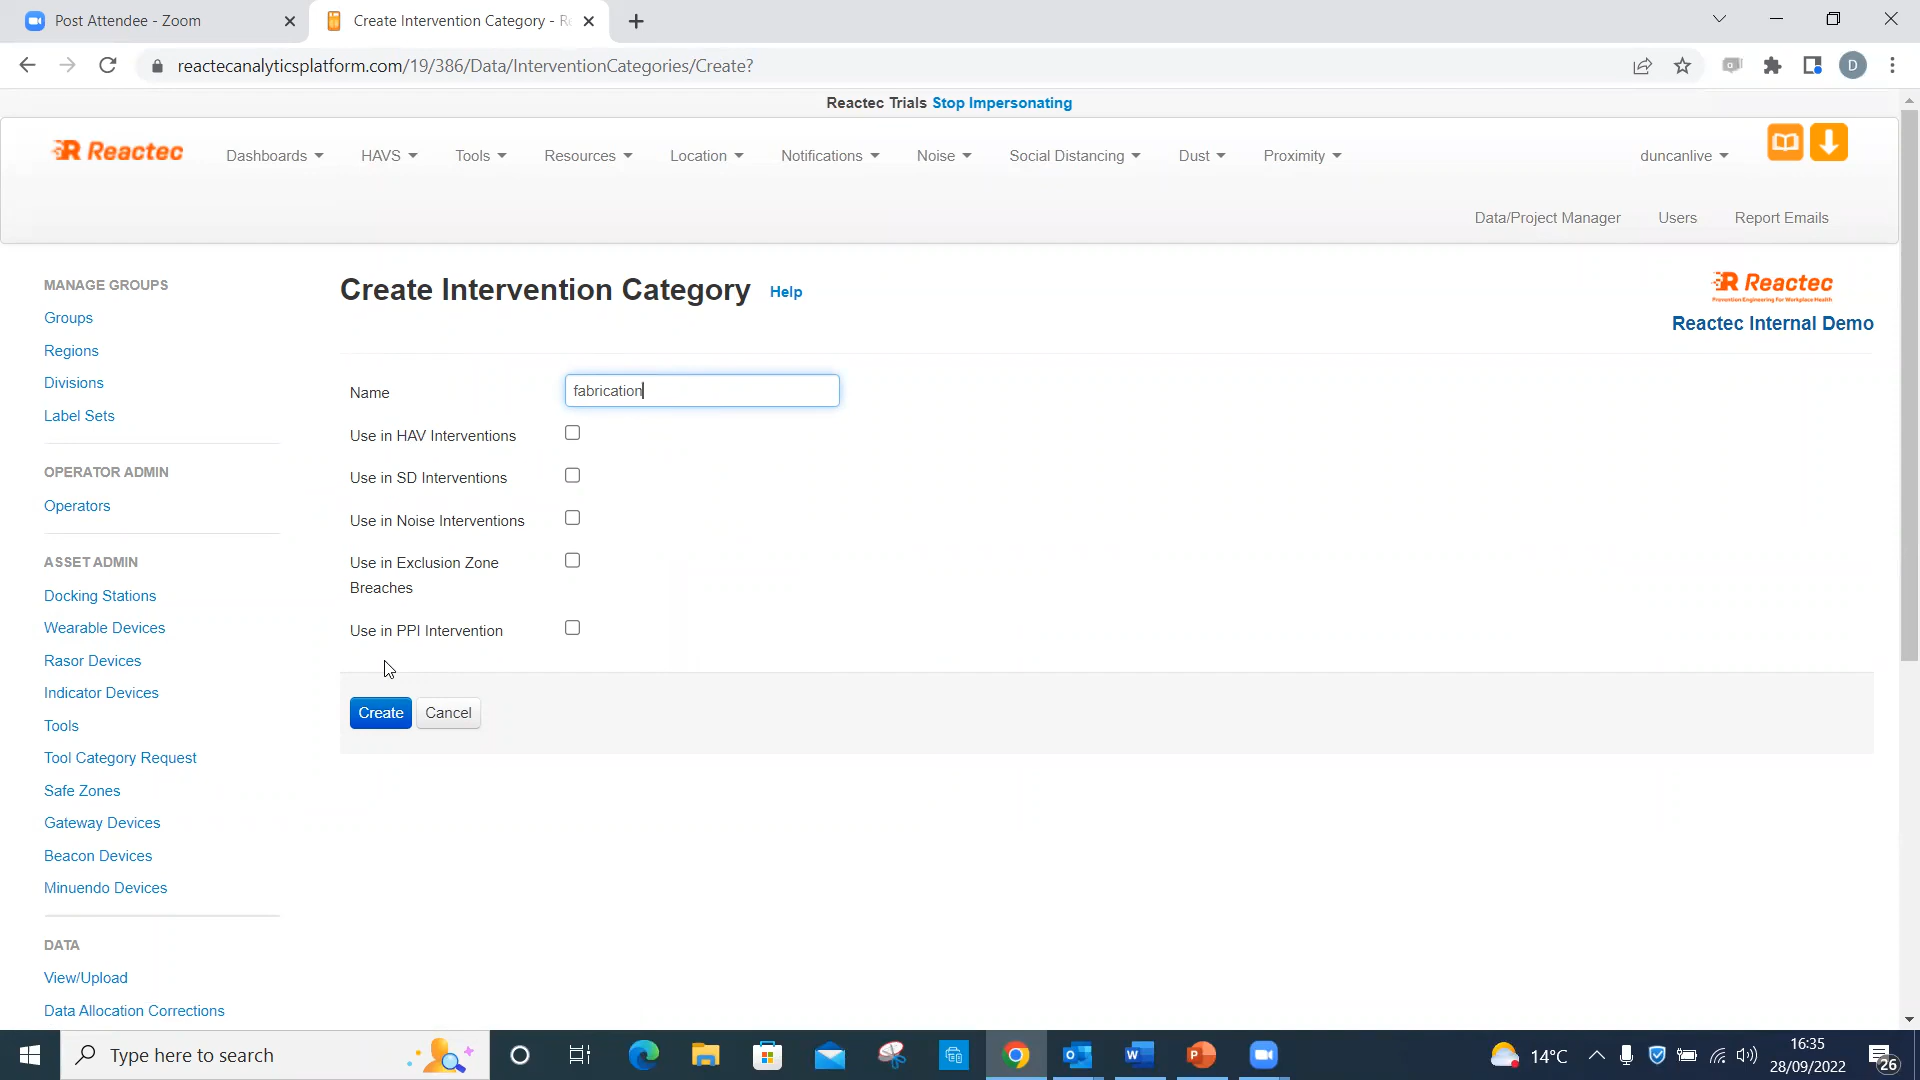 Post Attendee - Zoom
Create Intervention Category - Re
reactecanalyticsplatform.com/19/386/Data/InterventionCategories/Create?
D
Reactec Trials Stop Impersonating
Reactec
Dashboards HAVS Tools Resources Location Notifications Noise Social Distancing Dust Proximity duncanlive
Data/Project Manager Users Report Emails
MANAGE GROUPS
Groups
Regions
Divisions
Label Sets
OPERATOR ADMIN
Operators
ASSET ADMIN
Docking Stations
Wearable Devices
Rasor Devices
Indicator Devices
Tools
Tool Category Request
Safe Zones
Gateway Devices
Beacon Devices
Minuendo Devices
DATA
View/Upload
Data Allocation Corrections
Create Intervention Category Help
Reactec
Prevention Engineering For Workplace Health
Reactec Internal Demo
Name fabrication
Use in HAV Interventions
Use in SD Interventions
Use in Noise Interventions
Use in Exclusion Zone
Breaches
Use in PPI Intervention
Create Cancel
Type here to search
14°C
16:35
28/09/2022
26